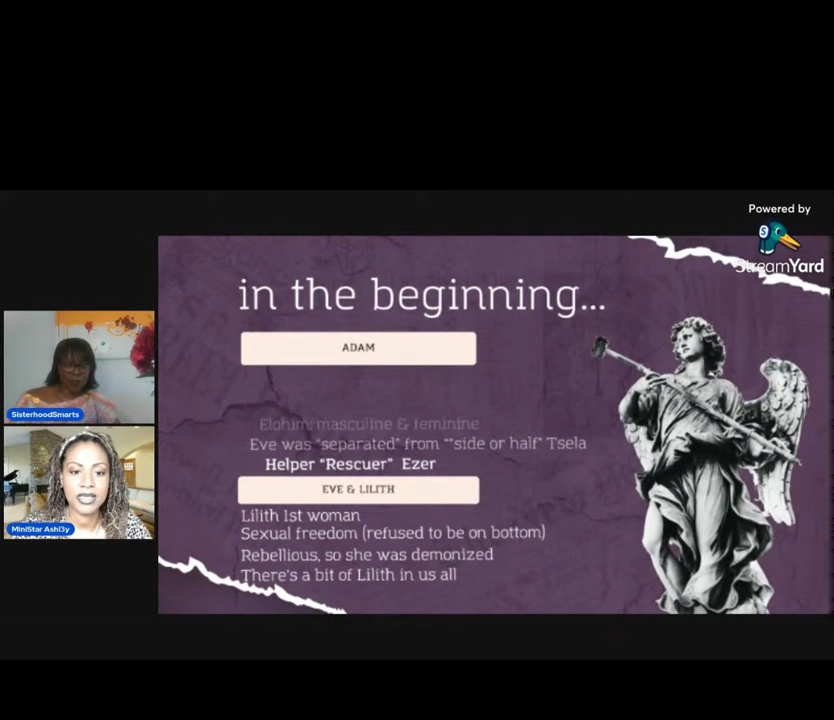 Powered by
StreamYard
in the beginning...
ADAM
Elohim: masculine & feminine
Eve was "separated" from ""side or half" Tsela
Helper "Rescuer" Ezer
EVE & LILITH
Lilith 1st woman
Sexual freedom (refused to be on bottom)
Rebellious, so she was demonized
There's a bit of Lilith in us all
SisterhoodSmarts
MiniStar Ashl3y